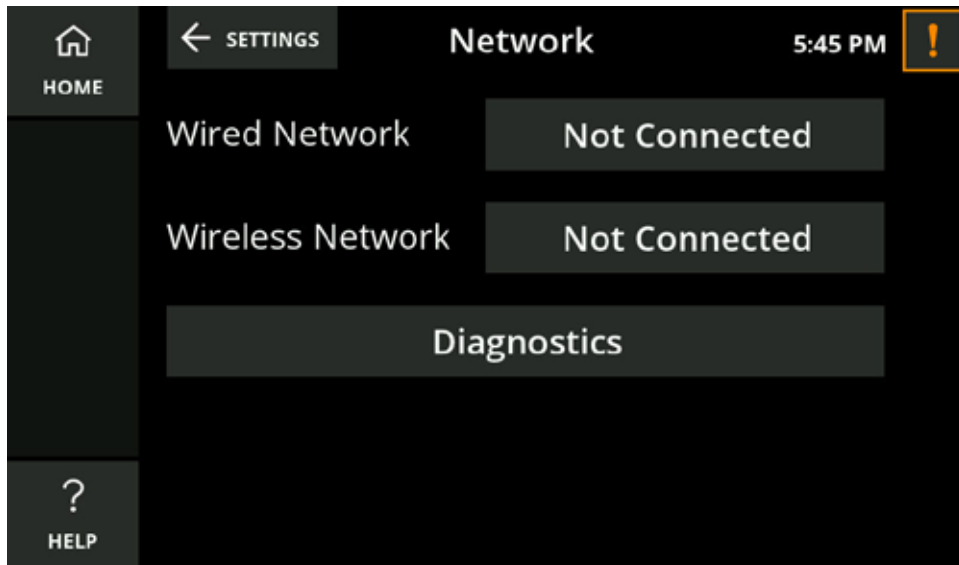 HOME
← SETTINGS
Network
5:45 PM
!
Wired Network
Not Connected
Wireless Network
Not Connected
Diagnostics
?
HELP